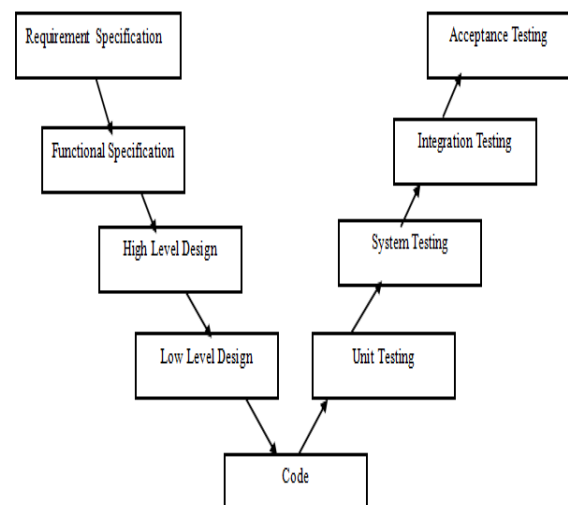 Requirement Specification
Acceptance Testing
Functional Specification
Integration Testing
High Level Design
System Testing
Low Level Design
Unit Testing
Code